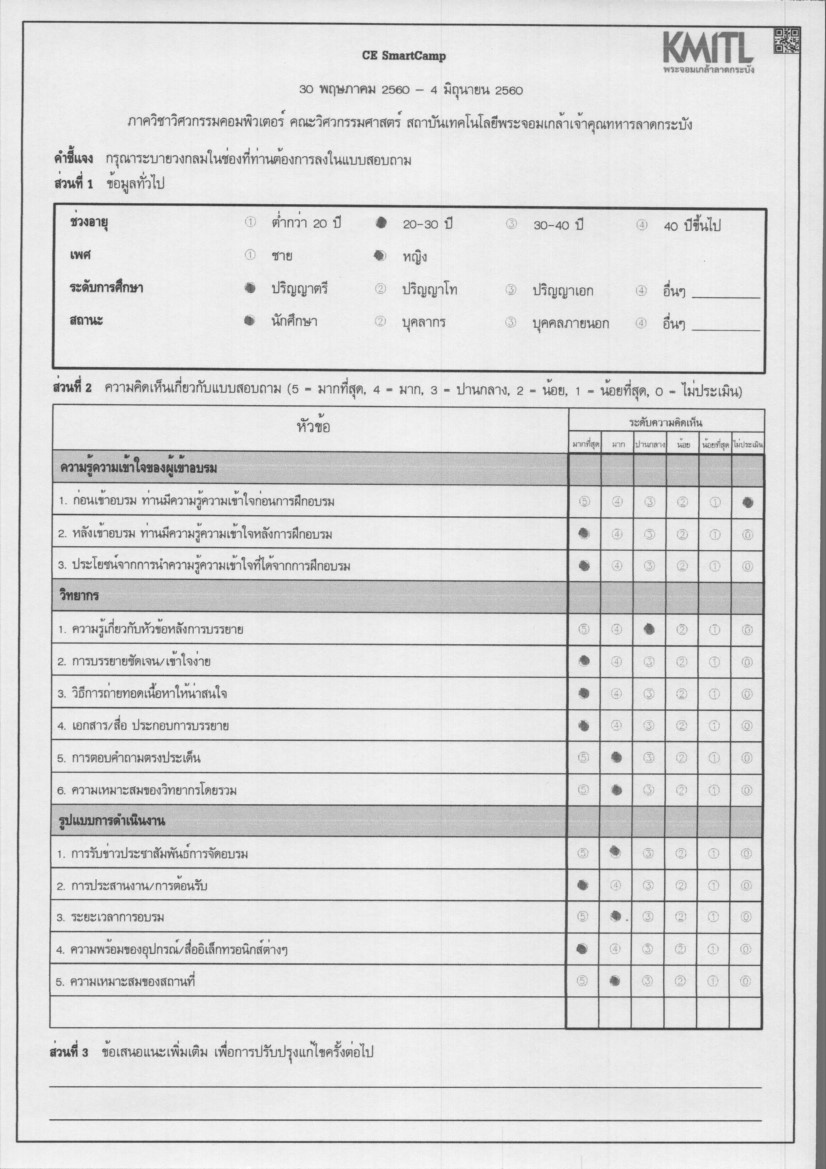 KMITL
พระจอมเกล้าลาดกระบัง
CE SmartCamp
30 พฤษภาคม 2560 - 4 มิถุนายน 2560
ภาควิชาวิศวกรรมคอมพิวเตอร์ คณะวิศวกรรมศาสตร์ สถาบันเทคโนโลยีพระจอมเกล้าเจ้าคุณทหารลาดกระบัง
คำชี้แจง กรุณาระบายวงกลมในช่องที่ท่านต้องการลงในแบบสอบถาม
ส่วนที่ 1 ข้อมูลทั่วไป
ช่วงอายุ ① ต่ำกว่า 20 ปี ● 20-30 ปี ③ 30-40 ปี ④ 40 ปีขึ้นไป
เพศ ① ชาย ● หญิง
ระดับการศึกษา ● ปริญญาตรี ② ปริญญาโท ③ ปริญญาเอก ④ อื่นๆ
สถานะ ● นักศึกษา ② บุคลากร ③ บุคคลภายนอก ④ อื่นๆ
ส่วนที่ 2 ความคิดเห็นเกี่ยวกับแบบสอบถาม (5 = มากที่สุด, 4 = มาก, 3 = ปานกลาง, 2 = น้อย, 1 = น้อยที่สุด, 0 = ไม่ประเมิน)
หัวข้อ ระดับความคิดเห็น
มากที่สุด มาก ปานกลาง น้อย น้อยที่สุด ไม่ประเมิน
ความรู้ความเข้าใจของผู้เข้าอบรม
1. ก่อนเข้าอบรม ท่านมีความรู้ความเข้าใจก่อนการฝึกอบรม ⑤ ④ ③ ② ① ●
2. หลังเข้าอบรม ท่านมีความรู้ความเข้าใจหลังการฝึกอบรม ● ④ ③ ② ① ⓪
3. ประโยชน์จากการนำความรู้ความเข้าใจที่ได้จากการฝึกอบรม ● ④ ③ ② ① ⓪
วิทยากร
1. ความรู้เกี่ยวกับหัวข้อหลังการบรรยาย ⑤ ④ ● ② ① ⓪
2. การบรรยายชัดเจน/เข้าใจง่าย ● ④ ③ ② ① ⓪
3. วิธีการถ่ายทอดเนื้อหาให้น่าสนใจ ● ④ ③ ② ① ⓪
4. เอกสาร/สื่อ ประกอบการบรรยาย ● ④ ③ ② ① ⓪
5. การตอบคำถามตรงประเด็น ⑤ ● ③ ② ① ⓪
6. ความเหมาะสมของวิทยากรโดยรวม ⑤ ● ③ ② ① ⓪
รูปแบบการดำเนินงาน
1. การรับข่าวประชาสัมพันธ์การจัดอบรม ⑤ ● ③ ② ① ⓪
2. การประสานงาน/การต้อนรับ ● ④ ③ ② ① ⓪
3. ระยะเวลาการอบรม ⑤ ● ③ ② ① ⓪
4. ความพร้อมของอุปกรณ์/สื่ออิเล็กทรอนิกส์ต่างๆ ● ④ ③ ② ① ⓪
5. ความเหมาะสมของสถานที่ ⑤ ● ③ ② ① ⓪
ส่วนที่ 3 ข้อเสนอแนะเพิ่มเติม เพื่อการปรับปรุงแก้ไขครั้งต่อไป